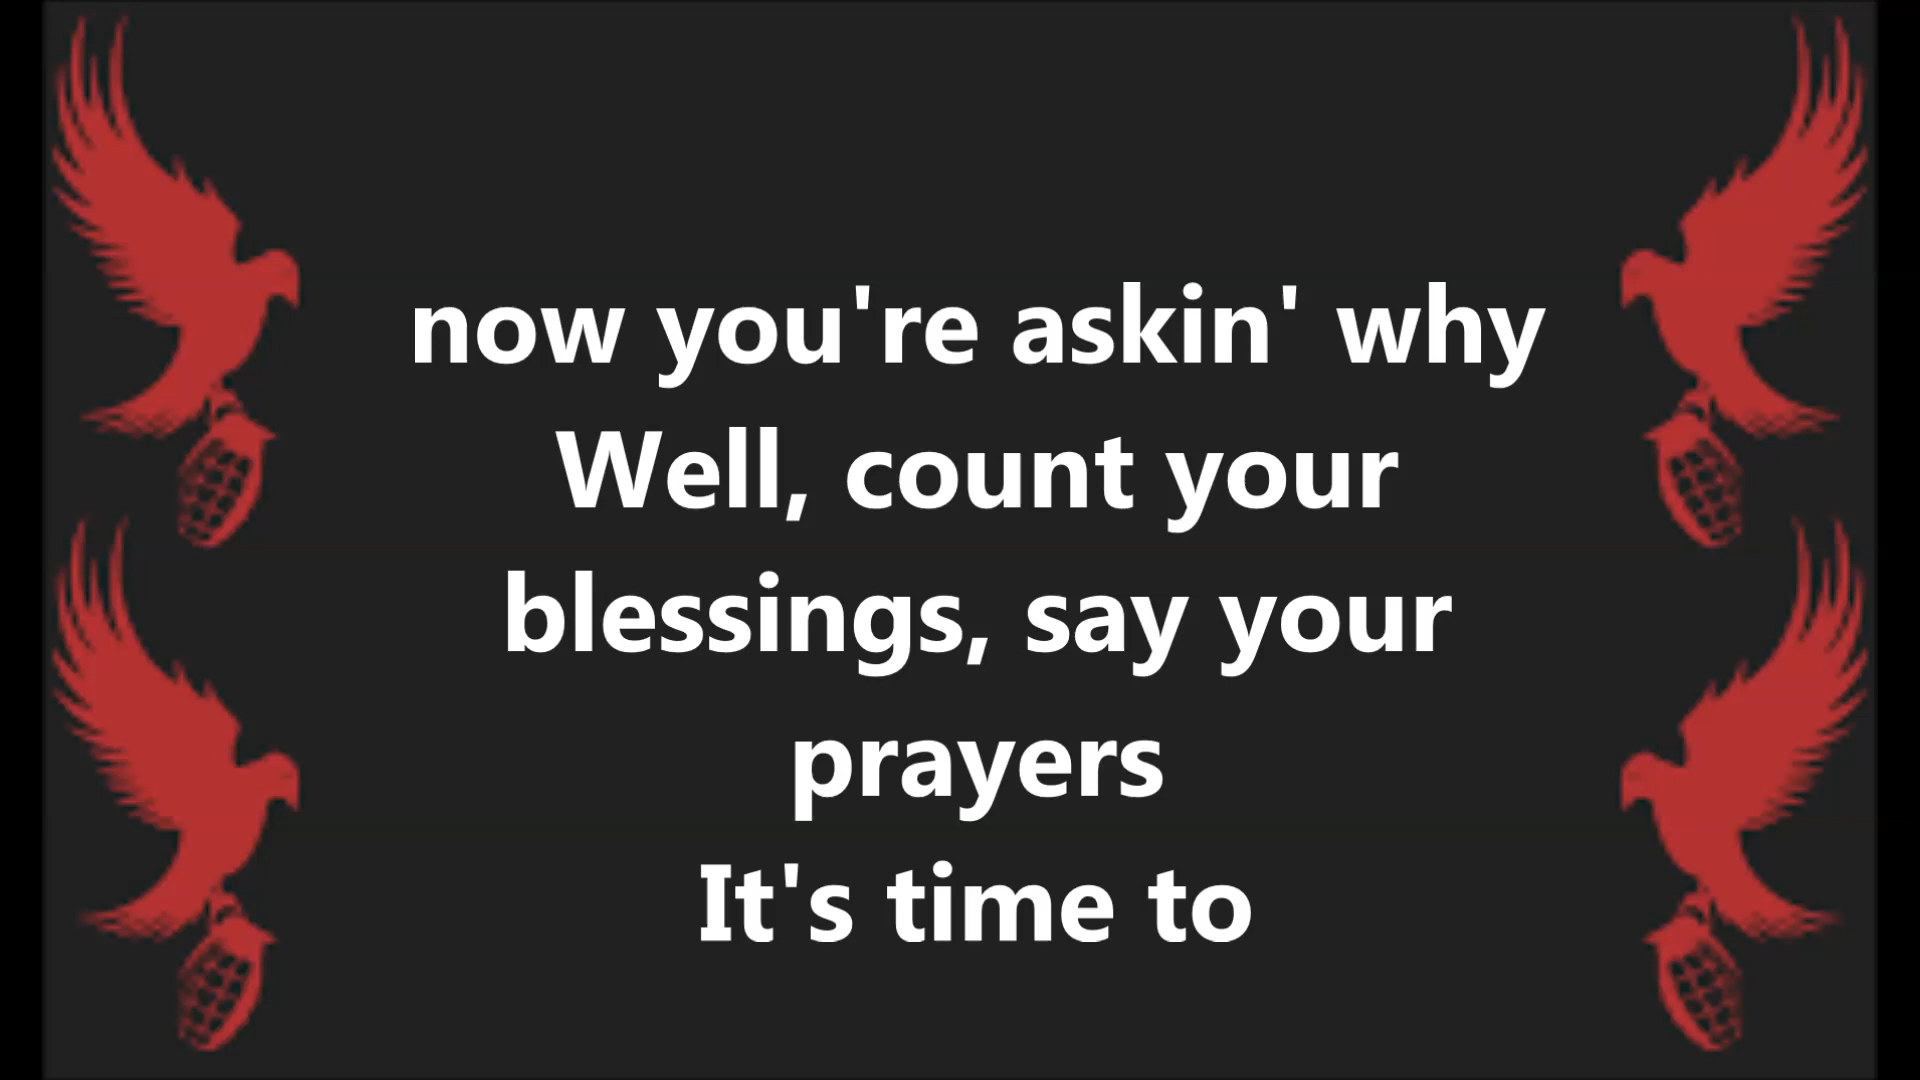 now you're askin' why
Well, count your
blessings, say your
prayers
It's time to